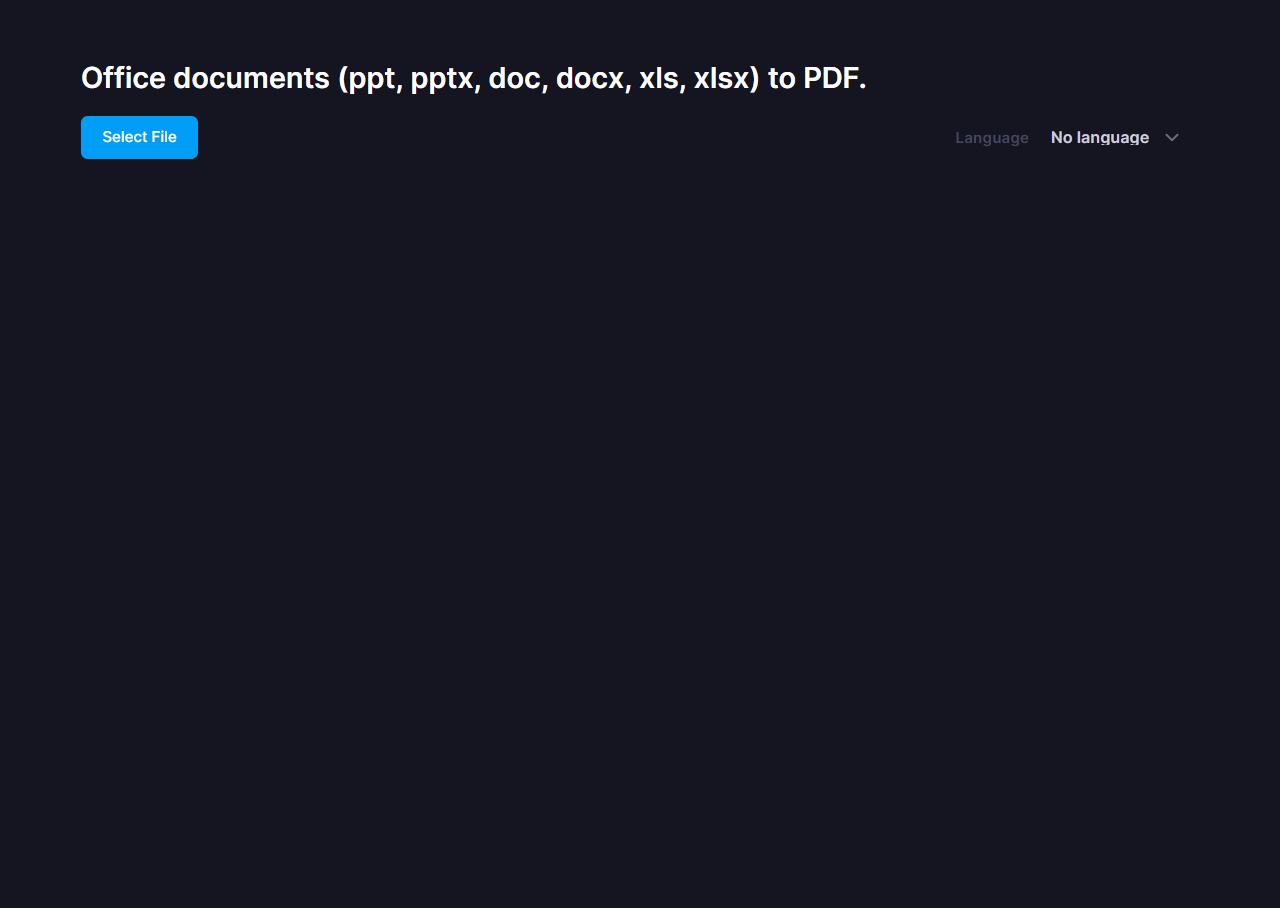 Office documents (ppt, pptx, doc, docx, xls, xlsx) to PDF.
Select File
Language
No language